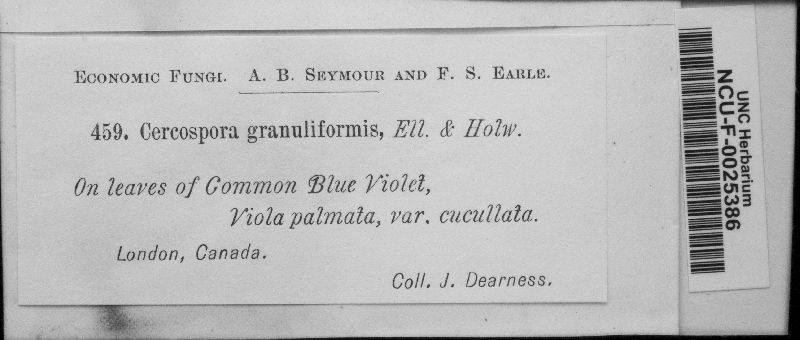 ECONOMIC FUNGI. A. B. SEYMOUR AND F. S. EARLE.
459. Cercospora granuliformis, Ell. & Holw.
On leaves of Common Blue Violet,
Viola palmata, var. cucullata.
London, Canada.
Coll. J. Dearness.
UNC Herbarium
NCU-F-0025386